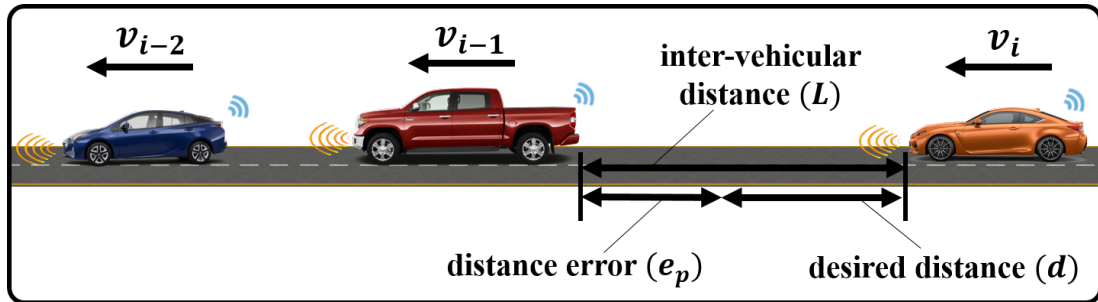 v_{i-2}
v_{i-1}
v_i
inter-vehicular
distance (L)
distance error (e_p)
desired distance (d)